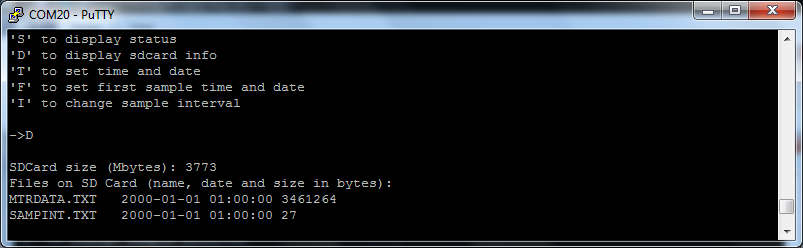 COM20 - PuTTY
'S' to display status
'D' to display sdcard info
'T' to set time and date
'F' to set first sample time and date
'I' to change sample interval
->D
SDCard size (Mbytes): 3773
Files on SD Card (name, date and size in bytes):
MTRDATA.TXT 2000-01-01 01:00:00 3461264
SAMPINT.TXT 2000-01-01 01:00:00 27